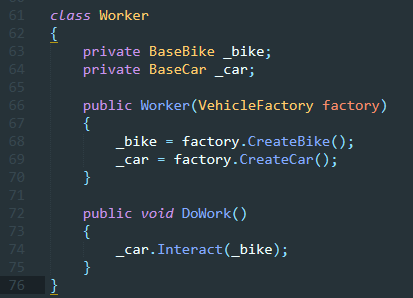 61 class Worker
62 {
63     private BaseBike _bike;
64     private BaseCar _car;
65
66     public Worker(VehicleFactory factory)
67     {
68         _bike = factory.CreateBike();
69         _car = factory.CreateCar();
70     }
71
72     public void DoWork()
73     {
74         _car.Interact(_bike);
75     }
76 }